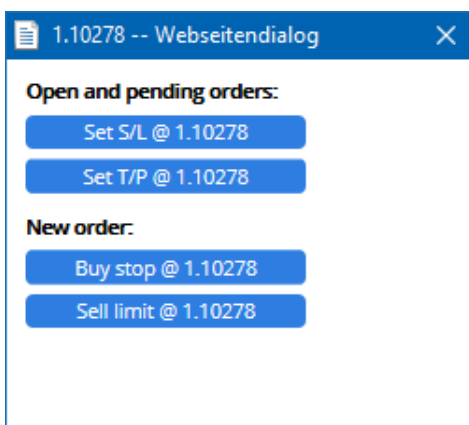 1.10278 -- Webseitendialog
Open and pending orders:
Set S/L @ 1.10278
Set T/P @ 1.10278
New order:
Buy stop @ 1.10278
Sell limit @ 1.10278